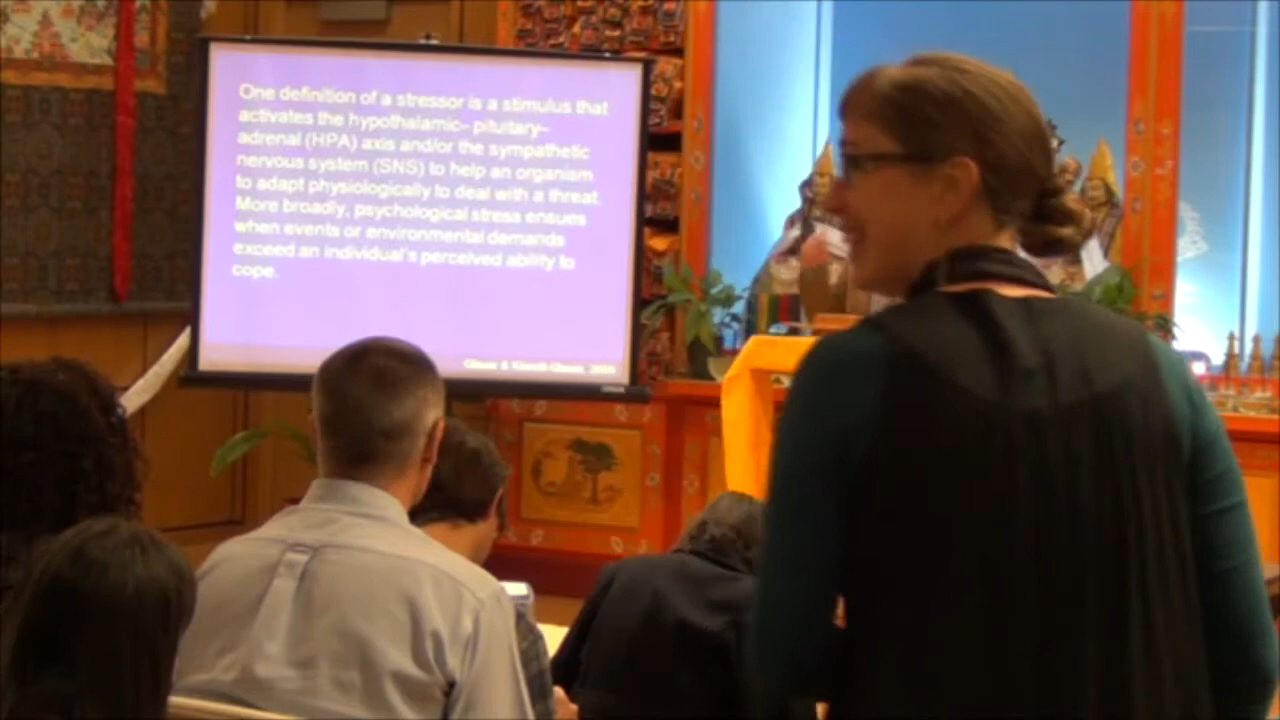 One definition of a stressor is a stimulus that
activates the hypothalamic– pituitary–
adrenal (HPA) axis and/or the sympathetic
nervous system (SNS) to help an organism
to adapt physiologically to deal with a threat.
More broadly, psychological stress ensues
when events or environmental demands
exceed an individual's perceived ability to
cope.